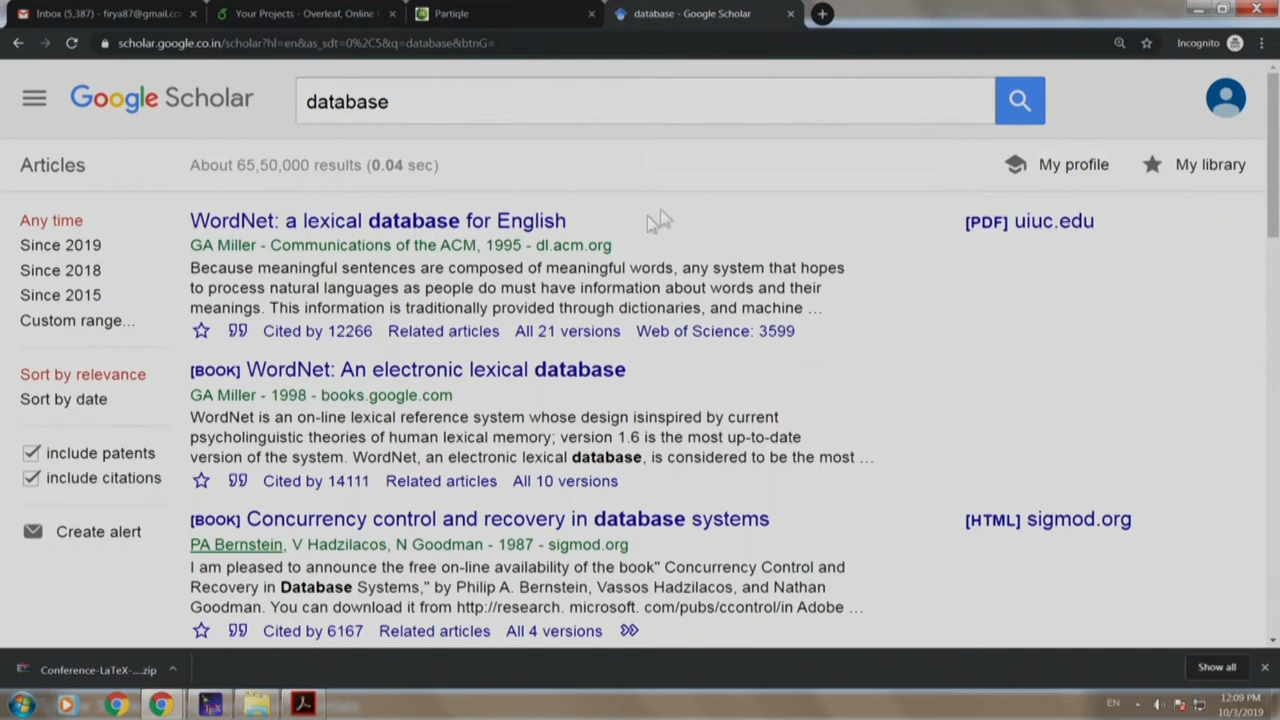 Inbox (5,387) - firya87@gmail.co
Your Projects - Overleaf, Online
Partiqle
database - Google Scholar
scholar.google.co.in/scholar?hl=en&as_sdt=0%2C5&q=database&btnG=
Incognito
Google Scholar
database
Articles
About 65,50,000 results (0.04 sec)
My profile
My library
Any time
Since 2019
Since 2018
Since 2015
Custom range...
Sort by relevance
Sort by date
include patents
include citations
Create alert
WordNet: a lexical database for English
[PDF] uiuc.edu
GA Miller - Communications of the ACM, 1995 - dl.acm.org
Because meaningful sentences are composed of meaningful words, any system that hopes
to process natural languages as people do must have information about words and their
meanings. This information is traditionally provided through dictionaries, and machine ...
Cited by 12266 Related articles All 21 versions Web of Science: 3599
[BOOK] WordNet: An electronic lexical database
GA Miller - 1998 - books.google.com
WordNet is an on-line lexical reference system whose design isinspired by current
psycholinguistic theories of human lexical memory; version 1.6 is the most up-to-date
version of the system. WordNet, an electronic lexical database, is considered to be the most ...
Cited by 14111 Related articles All 10 versions
[BOOK] Concurrency control and recovery in database systems
[HTML] sigmod.org
PA Bernstein, V Hadzilacos, N Goodman - 1987 - sigmod.org
I am pleased to announce the free on-line availability of the book" Concurrency Control and
Recovery in Database Systems," by Philip A. Bernstein, Vassos Hadzilacos, and Nathan
Goodman. You can download it from http://research. microsoft. com/pubs/ccontrol/in Adobe ...
Cited by 6167 Related articles All 4 versions
Conference-LaTeX-....zip
Show all
EN
12:09 PM
10/3/2019